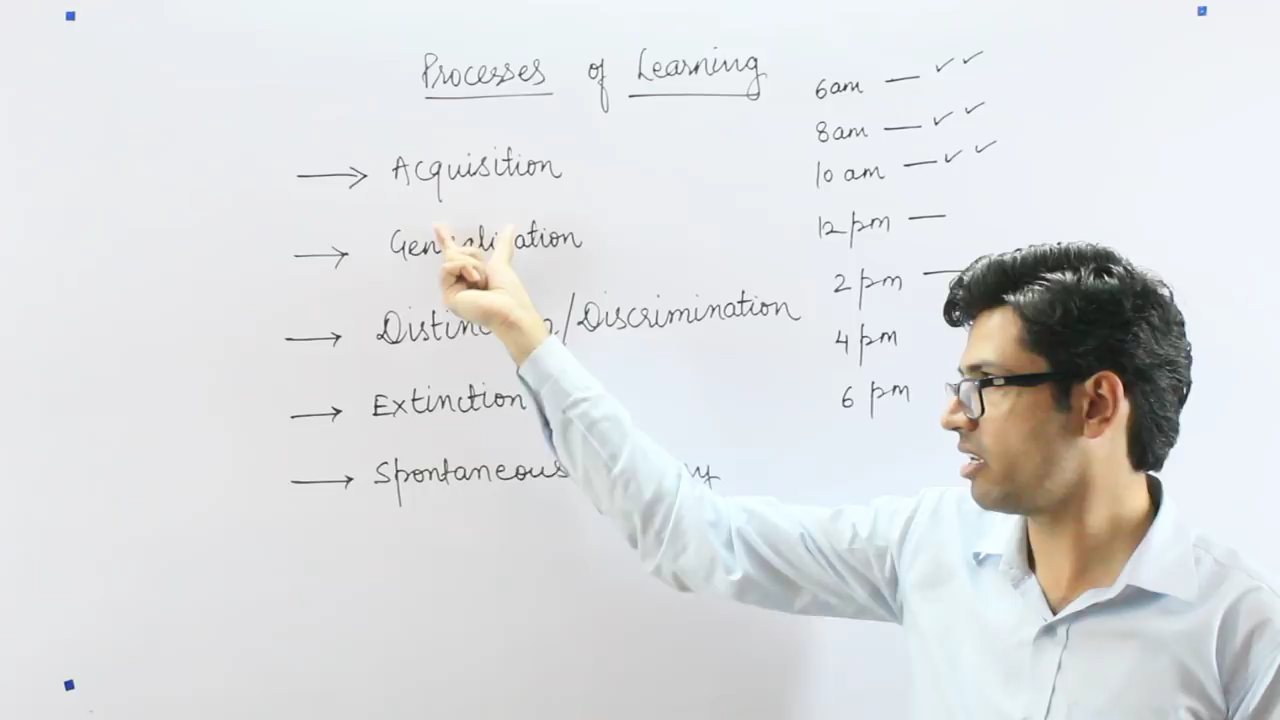 Processes of Learning
Acquisition
Generalization
Distinction/Discrimination
Extinction
Spontaneous
6am — ✓✓
8am — ✓✓
10 am — ✓✓
12 pm —
2 pm —
4 pm
6 pm